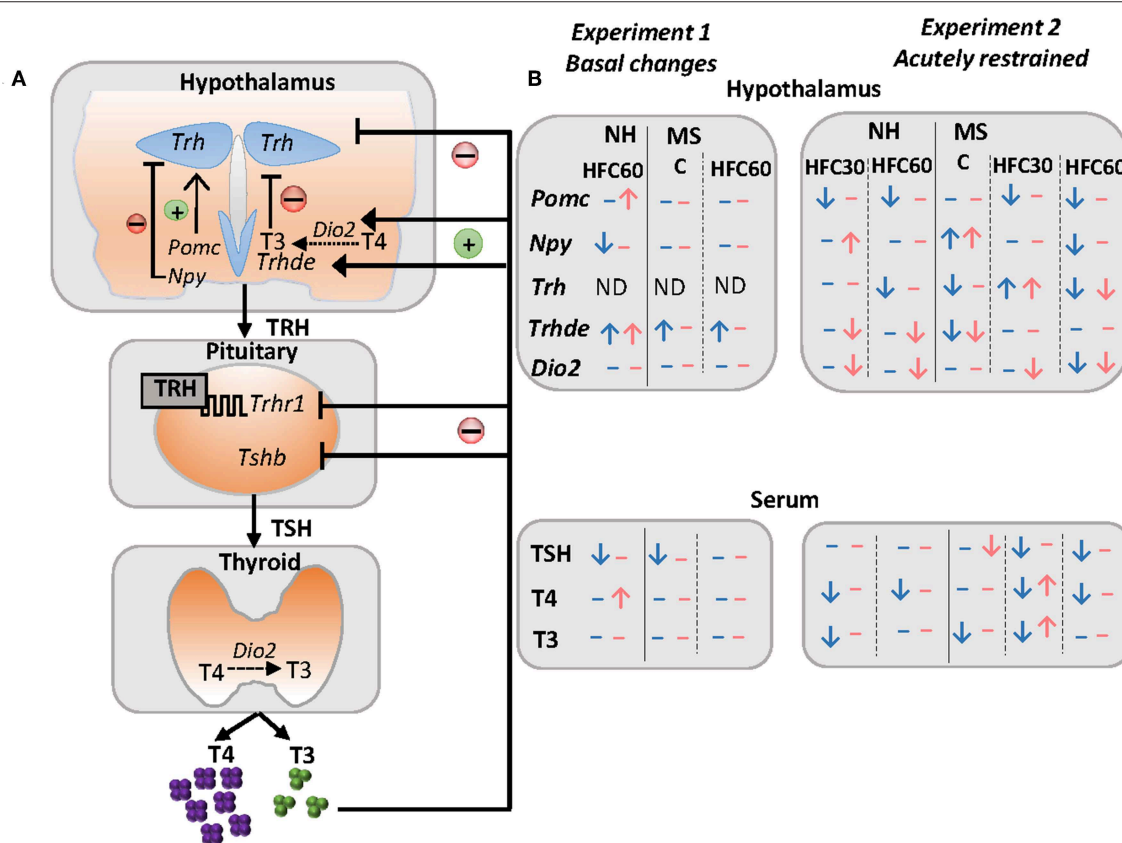 A
Hypothalamus
Trh Trh
− − + −
Dio2
T3 T4
Pomc
Trhde
Npy
+
TRH
Pituitary
TRH
Trhr1
−
Tshb
TSH
Thyroid
Dio2
T4 T3
T4 T3
B
Experiment 1
Basal changes
Experiment 2
Acutely restrained
Hypothalamus
NH MS
HFC60 C HFC60
Pomc – ↑ – – – –
Npy ↓ – – – – –
Trh ND ND ND
Trhde ↑ ↑ ↑ – ↑ –
Dio2 – – – – – –
NH MS
HFC30 HFC60 C HFC30 HFC60
↓ – ↓ – – – ↓ – ↓ –
– ↑ – – ↑ ↑ – – ↓ –
– – ↓ – ↓ – ↑ ↑ ↓ ↓
– ↓ – ↓ ↓ ↓ – – – –
– ↓ – ↓ – – – ↓ ↓ ↓
Serum
TSH ↓ – ↓ – – –
T4 – ↑ – – – –
T3 – – – – – –
– – – – – ↓ ↓ – ↓ –
↓ – ↓ – – – ↓ ↑ ↓ –
↓ – – – ↓ – ↓ ↑ – –